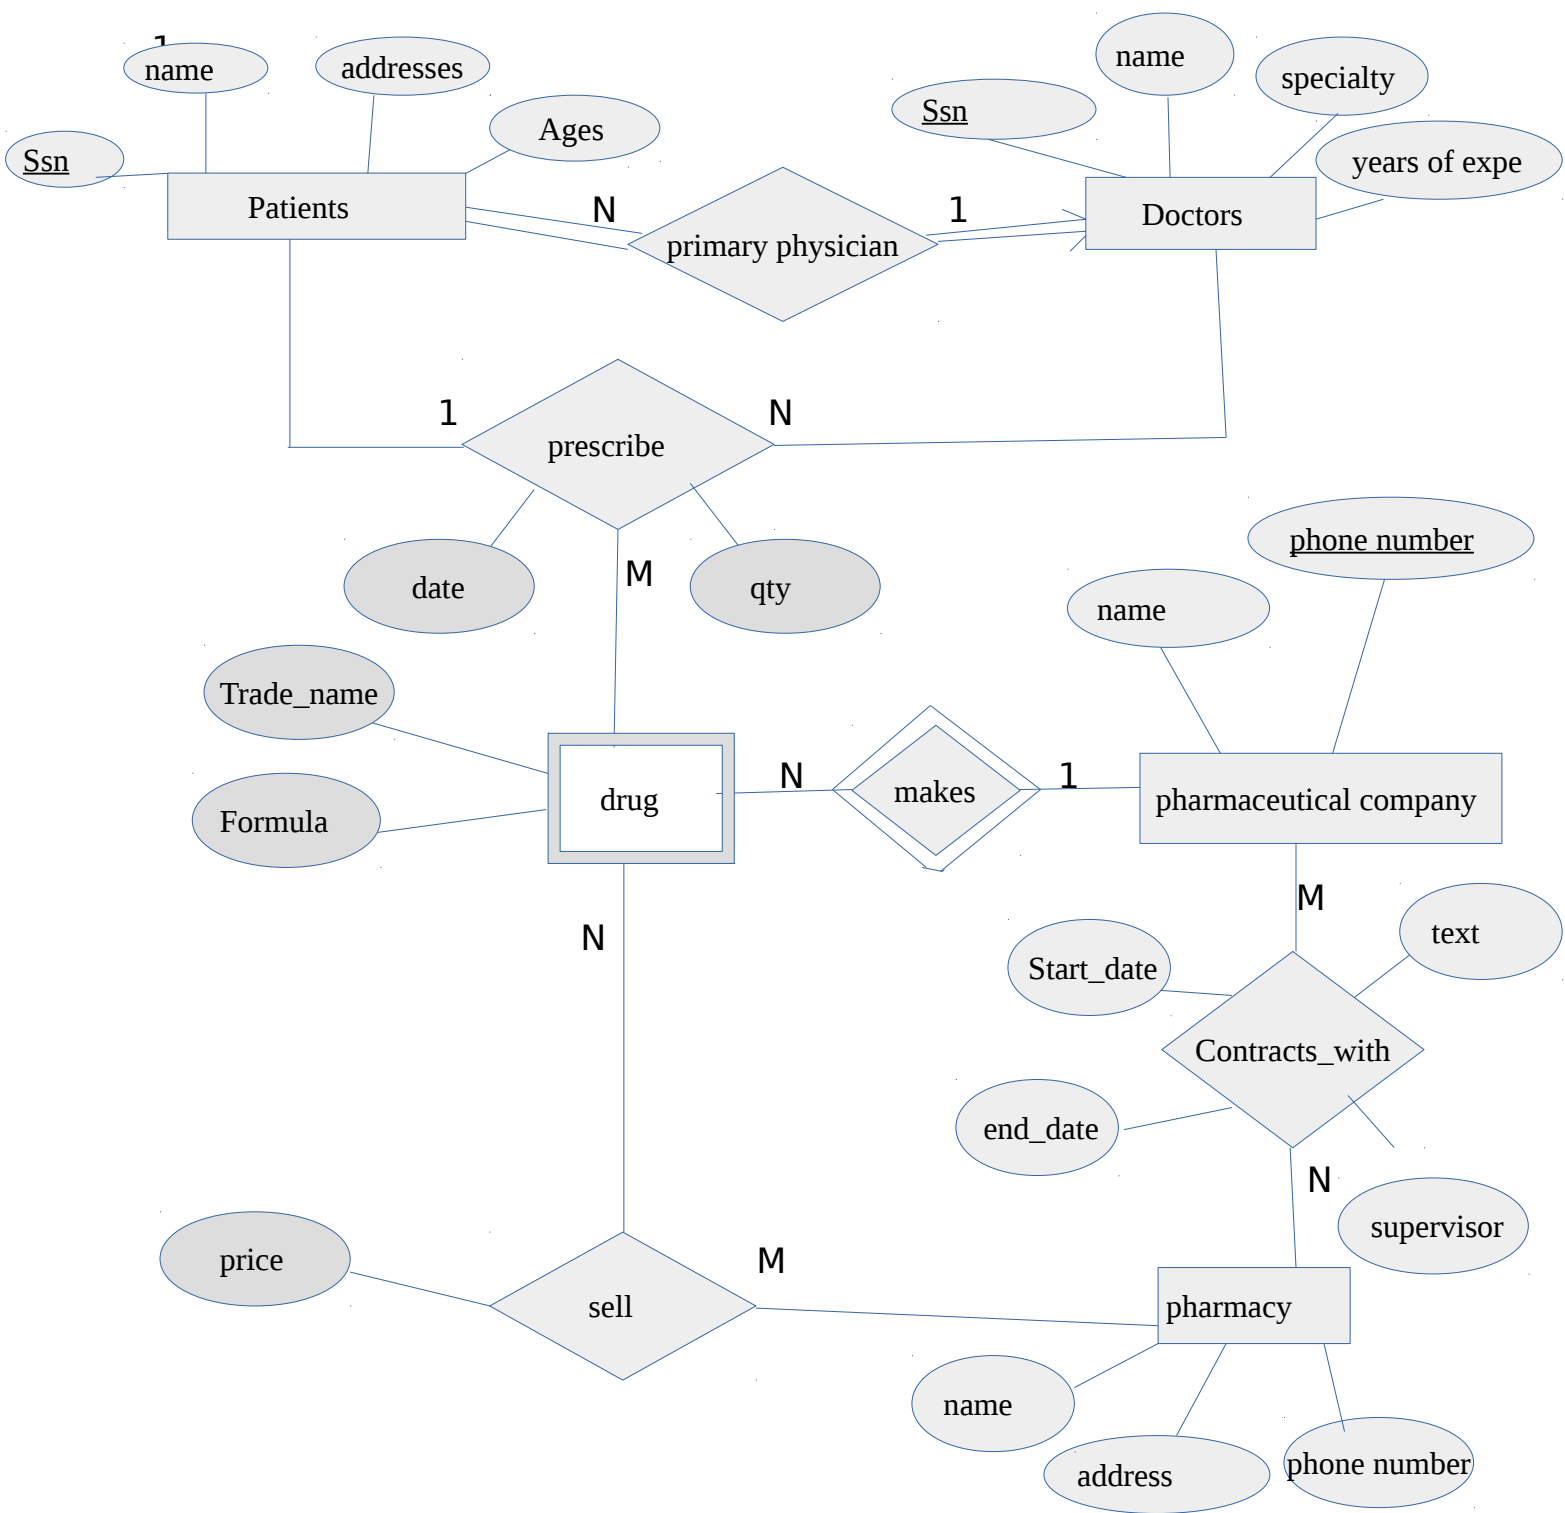 1
name
addresses
Ages
Ssn
Patients
N
primary physician
1
Ssn
name
specialty
years of expe
Doctors
1
prescribe
N
date
M
qty
phone number
name
Trade_name
Formula
drug
N
makes
1
pharmaceutical company
N
M
text
Start_date
Contracts_with
end_date
N
supervisor
price
sell
M
pharmacy
name
address
phone number